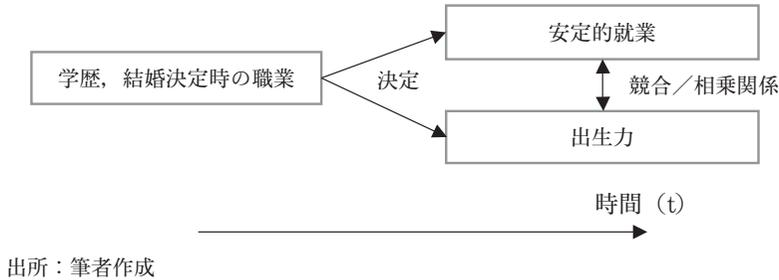 安定的就業
学歴，結婚決定時の職業
決定
競合／相乗関係
出生力
時間（t）
出所：筆者作成